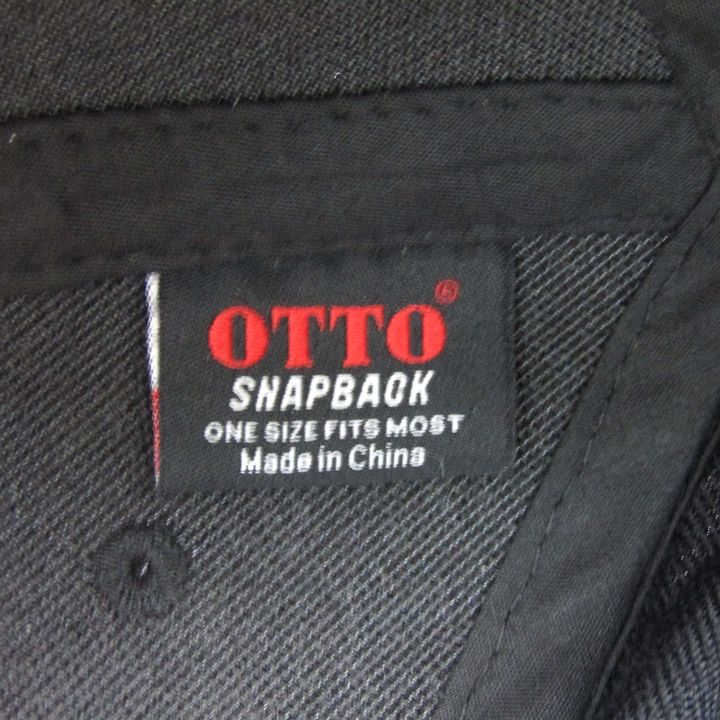 OTTO®
SNAPBACK
ONE SIZE FITS MOST
Made in China